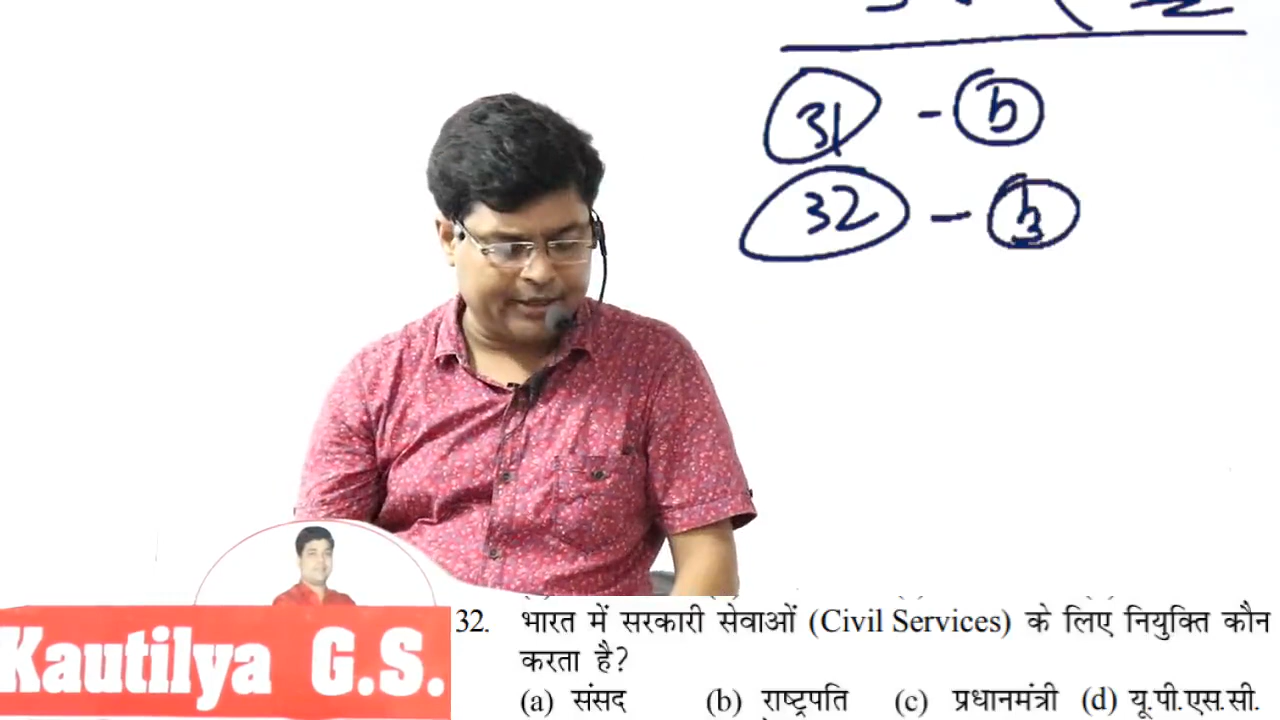 31 - b
32 - b
Kautilya G.S.
32. भारत में सरकारी सेवाओं (Civil Services) के लिए नियुक्ति कौन
करता है?
(a) संसद (b) राष्ट्रपति (c) प्रधानमंत्री (d) यू.पी.एस.सी.